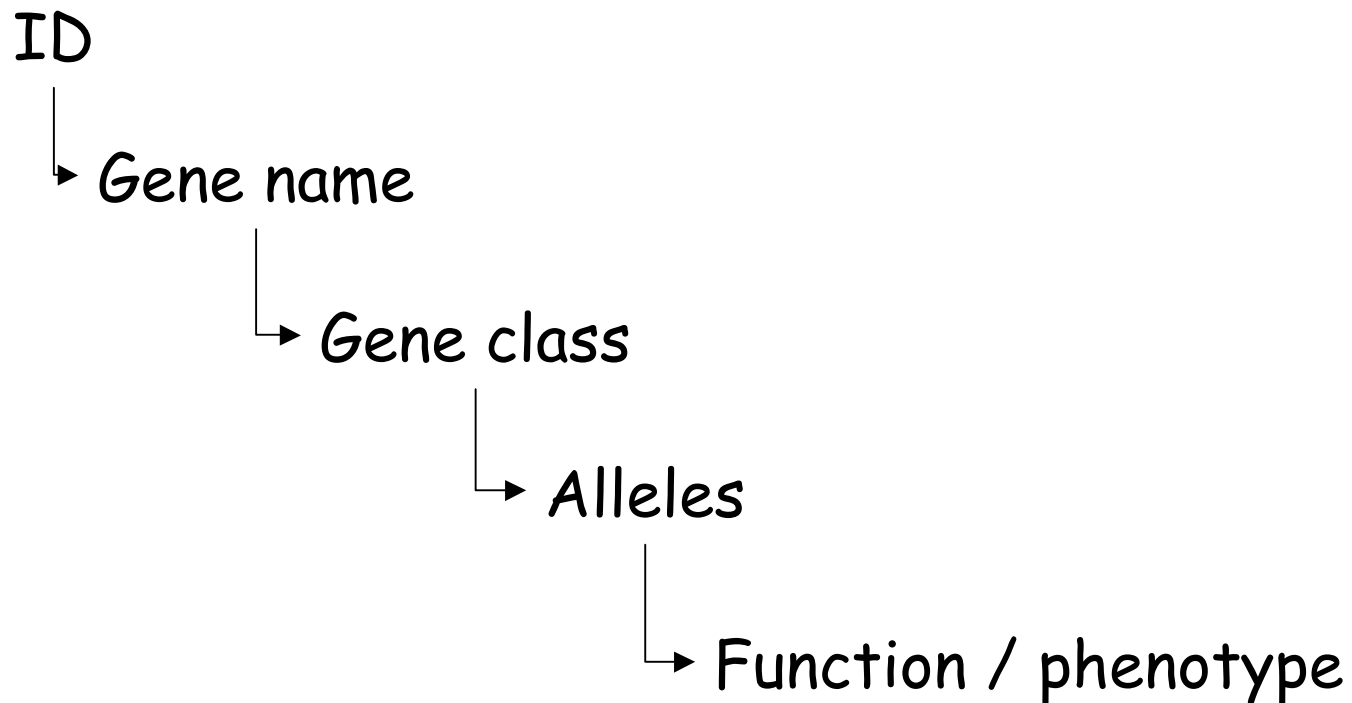 ID
Gene name
Gene class
Alleles
Function / phenotype